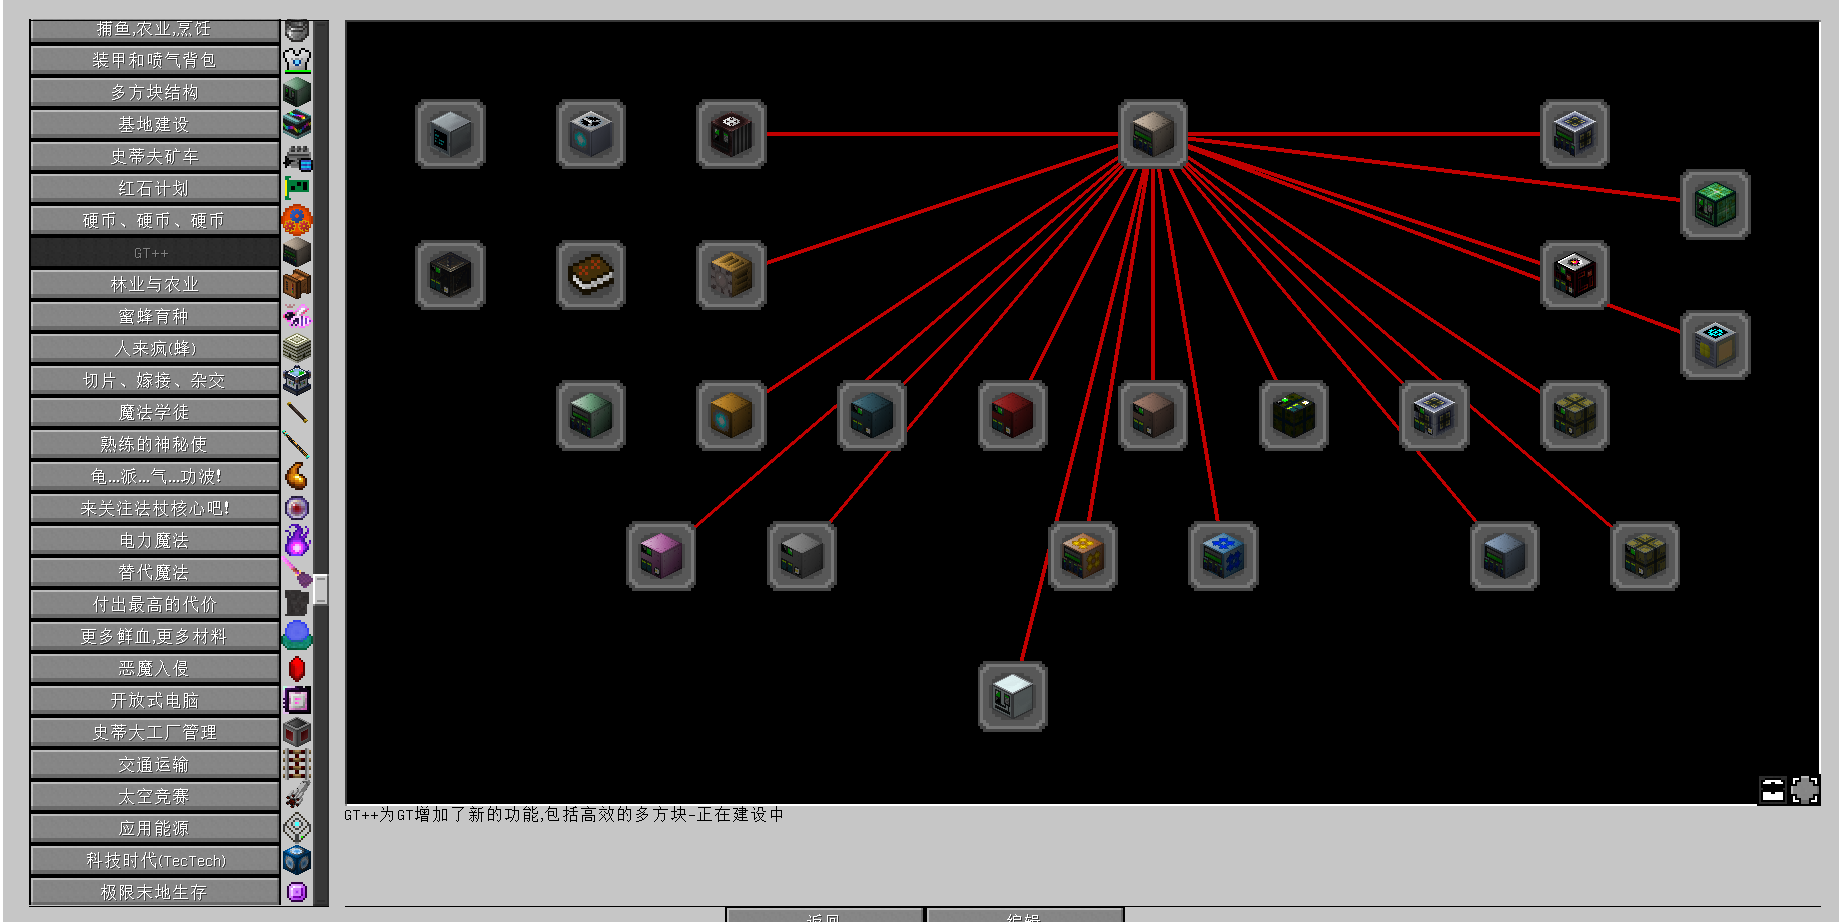 捕鱼,农业,烹饪
装甲和喷气背包
多方块结构
基地建设
史蒂夫矿车
红石计划
硬币、硬币、硬币
GT++
林业与农业
蜜蜂育种
人来疯(蜂)
切片、嫁接、杂交
魔法学徒
熟练的神秘使
龟...派...气...功波!
来关注法杖核心吧!
电力魔法
替代魔法
付出最高的代价
更多鲜血,更多材料
恶魔入侵
开放式电脑
史蒂大工厂管理
交通运输
太空竞赛
应用能源
科技时代(TecTech)
极限末地生存
GT++为GT增加了新的功能,包括高效的多方块-正在建设中
返回
编辑